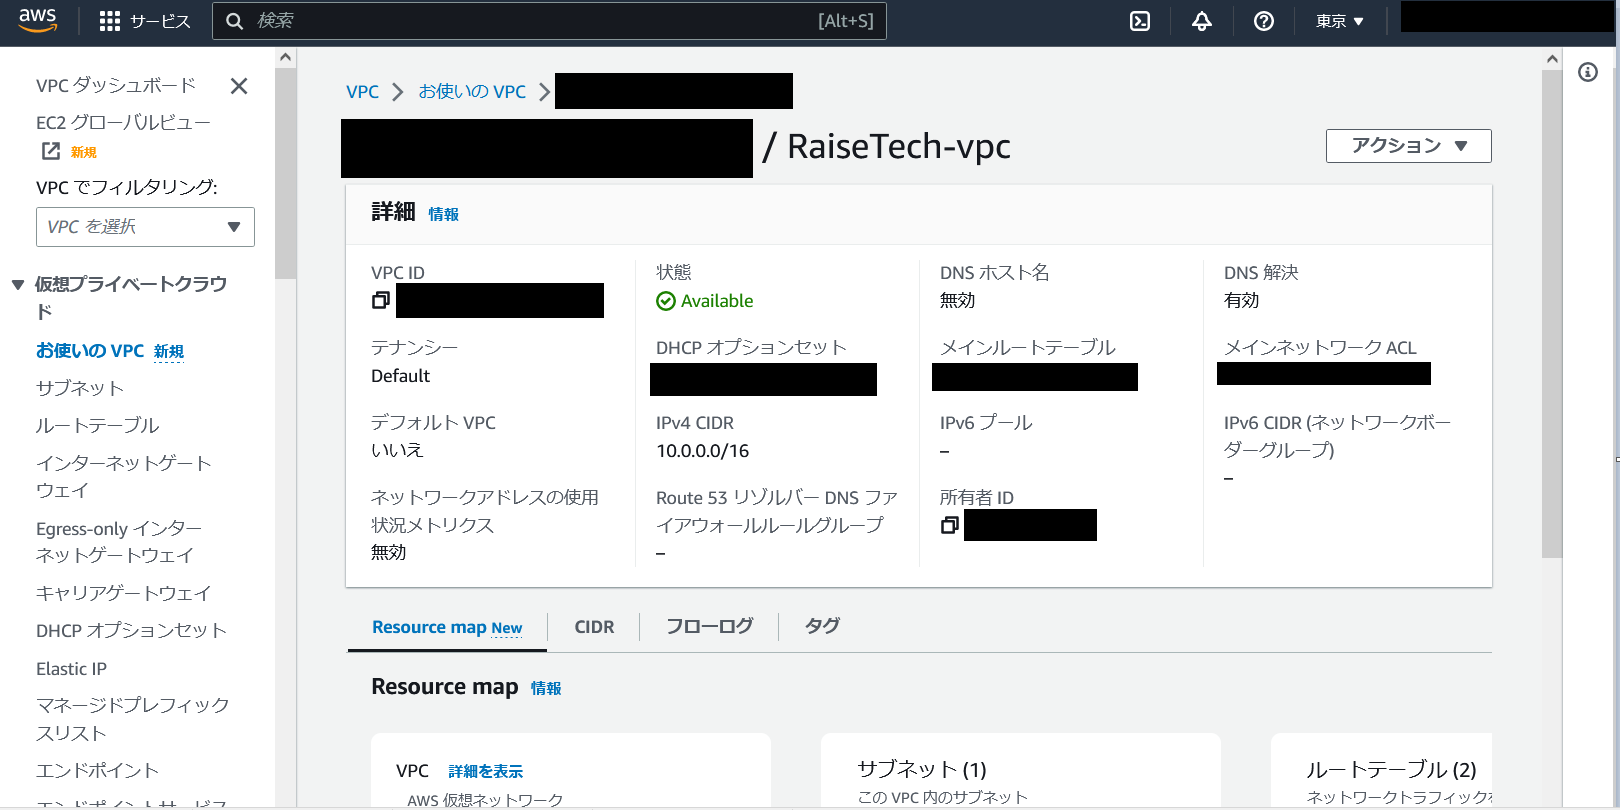 aws
サービス
検索
[Alt+S]
東京 ▼
VPC ダッシュボード
EC2 グローバルビュー
新規
VPC でフィルタリング:
VPC を選択
仮想プライベートクラウ
ド
お使いの VPC 新規
サブネット
ルートテーブル
インターネットゲート
ウェイ
Egress-only インター
ネットゲートウェイ
キャリアゲートウェイ
DHCP オプションセット
Elastic IP
マネージドプレフィック
スリスト
エンドポイント
エンドポイントサービス
VPC > お使いの VPC >
/ RaiseTech-vpc
アクション ▼
詳細 情報
VPC ID
状態
Available
DNS ホスト名
無効
DNS 解決
有効
テナンシー
Default
DHCP オプションセット
メインルートテーブル
メインネットワーク ACL
デフォルト VPC
いいえ
IPv4 CIDR
10.0.0.0/16
IPv6 プール
–
IPv6 CIDR (ネットワークボー
ダーグループ)
–
ネットワークアドレスの使用
状況メトリクス
無効
Route 53 リゾルバー DNS ファ
イアウォールルールグループ
–
所有者 ID
Resource map New
CIDR
フローログ
タグ
Resource map 情報
VPC 詳細を表示
AWS 仮想ネットワーク
サブネット (1)
この VPC 内のサブネット
ルートテーブル (2)
ネットワークトラフィックを